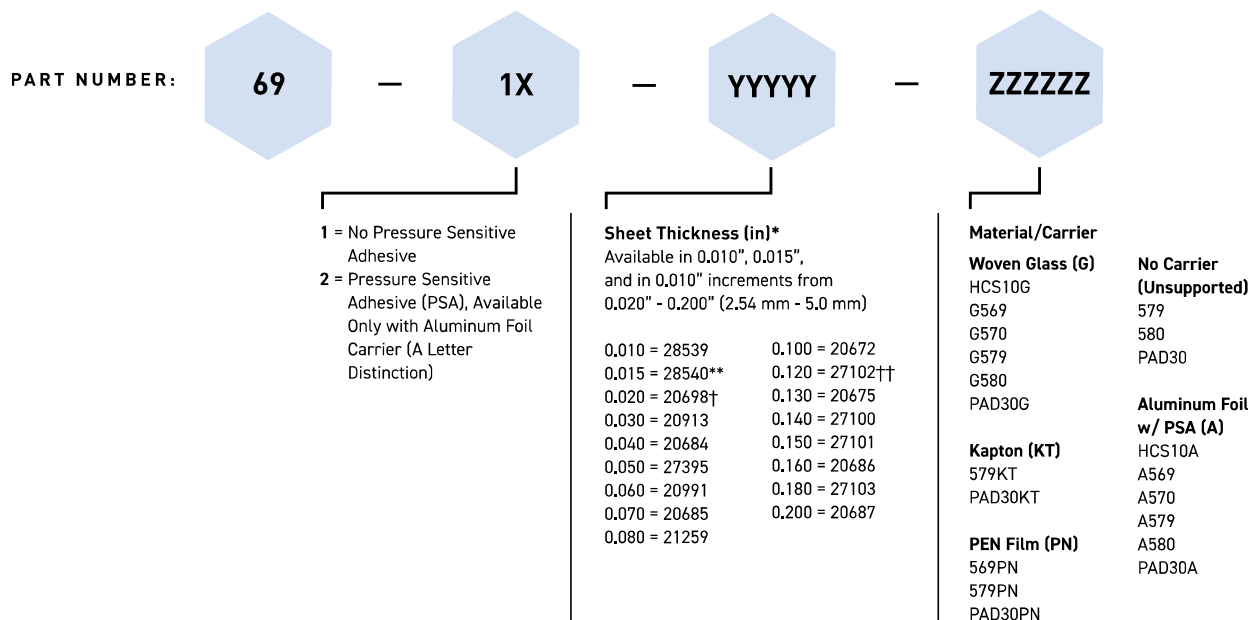 PART NUMBER:
69 — 1X — YYYYY — ZZZZZZ
1 = No Pressure Sensitive
Adhesive
2 = Pressure Sensitive
Adhesive (PSA), Available
Only with Aluminum Foil
Carrier (A Letter
Distinction)
Sheet Thickness (in)*
Available in 0.010”, 0.015”,
and in 0.010” increments from
0.020” - 0.200” (2.54 mm - 5.0 mm)
0.010 = 28539
0.015 = 28540**
0.020 = 20698†
0.030 = 20913
0.040 = 20684
0.050 = 27395
0.060 = 20991
0.070 = 20685
0.080 = 21259
0.100 = 20672
0.120 = 27102††
0.130 = 20675
0.140 = 27100
0.150 = 27101
0.160 = 20686
0.180 = 27103
0.200 = 20687
Material/Carrier
Woven Glass (G)
HCS10G
G569
G570
G579
G580
PAD30G
Kapton (KT)
579KT
PAD30KT
PEN Film (PN)
569PN
579PN
PAD30PN
No Carrier
(Unsupported)
579
580
PAD30
Aluminum Foil
w/ PSA (A)
HCS10A
A569
A570
A579
A580
PAD30A